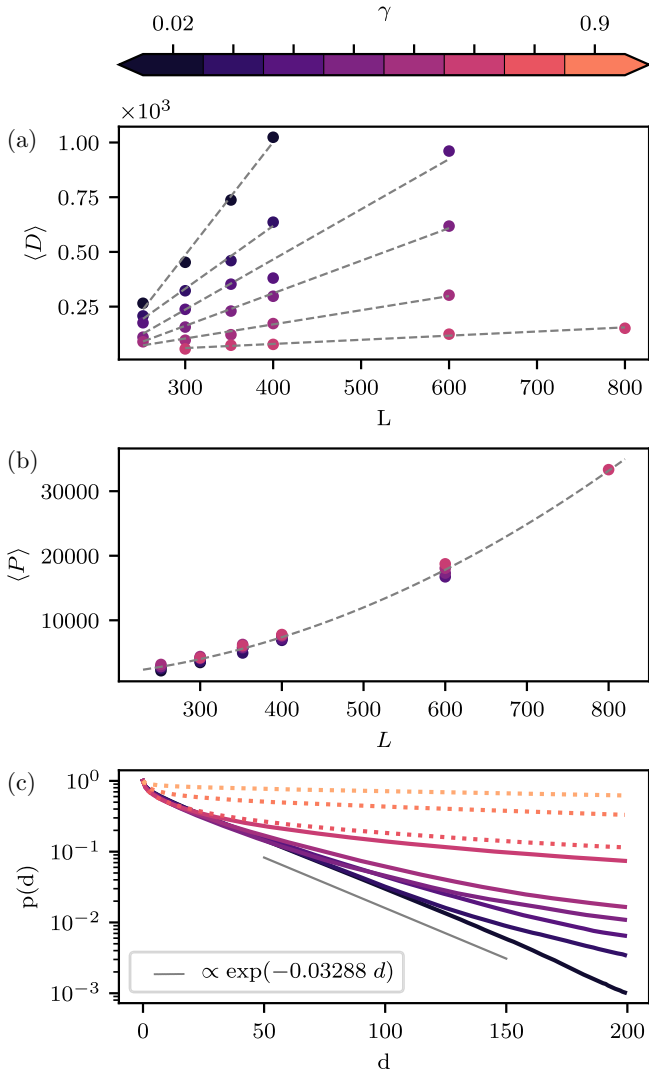 γ
0.02 0.9
×10³
(a)
1.00
0.75
0.50
0.25
⟨D⟩
300 400 500 600 700 800
L
(b)
30000
20000
10000
⟨P⟩
300 400 500 600 700 800
L
(c)
10⁰
10⁻¹
10⁻²
10⁻³
p(d)
∝ exp(−0.03288 d)
0 50 100 150 200
d